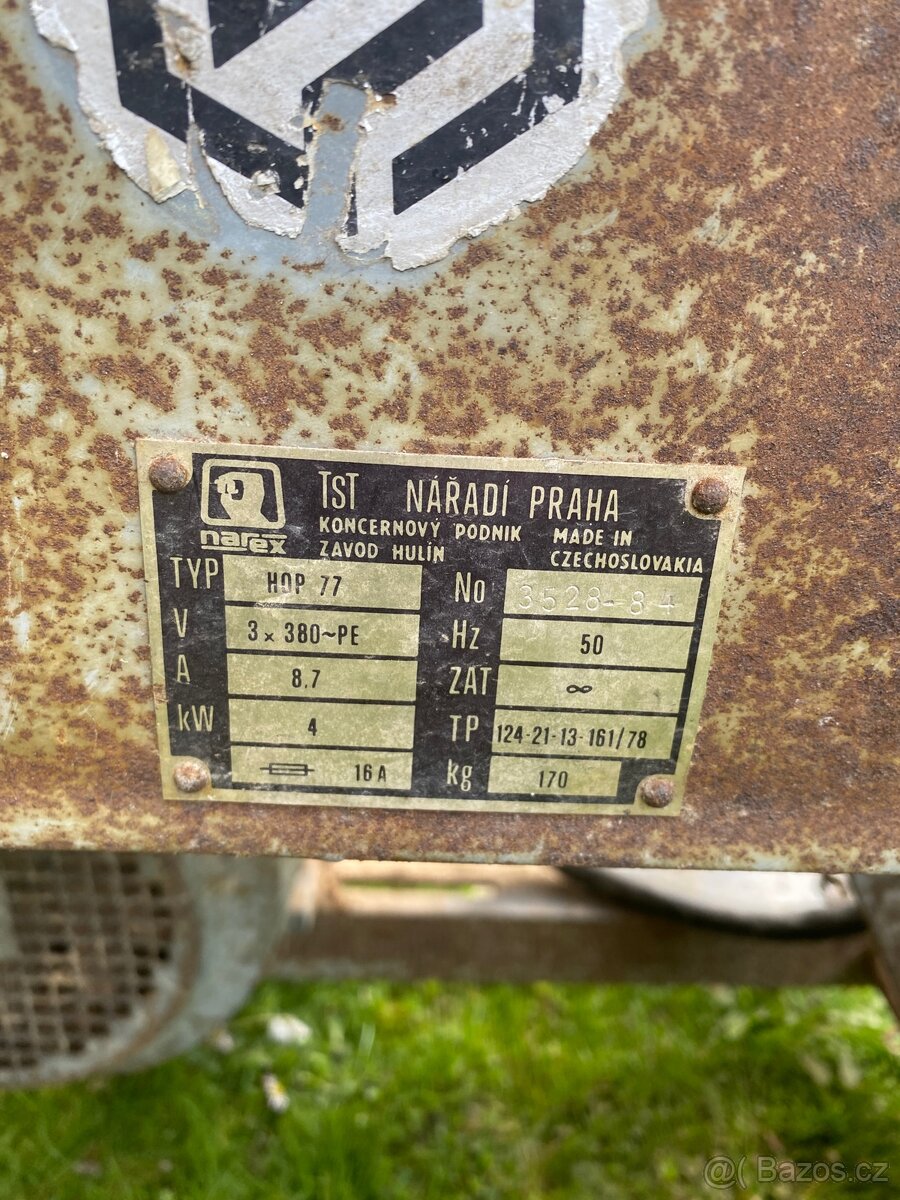 TST NÁŘADÍ PRAHA
narex KONCERNOVÝ PODNIK MADE IN
ZAVOD HULÍN CZECHOSLOVAKIA
TYP HOP 77 No 3528-84
V 3 × 380~PE Hz 50
A 8.7 ZAT ∞
kW 4 TP 124-21-13-161/78
16 A kg 170
@ Bazos.cz